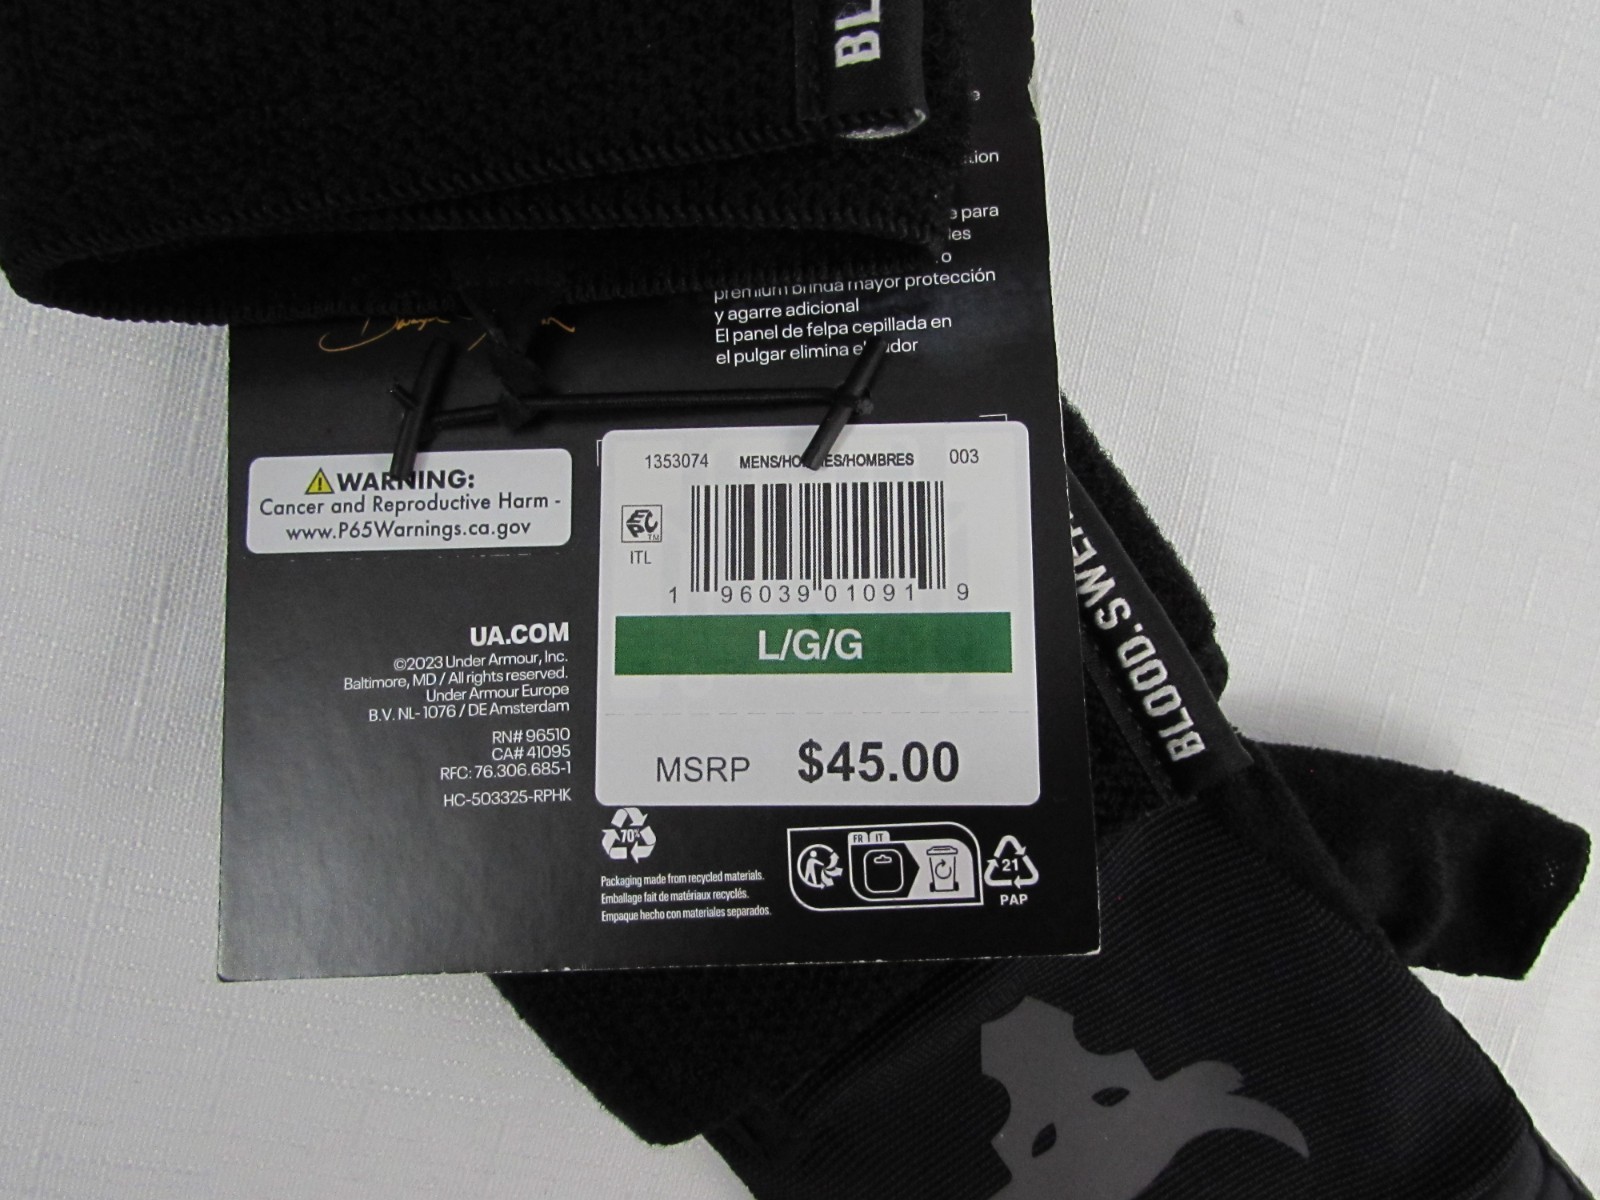 BL
para
les
o
premium brinda mayor protección
y agarre adicional
El panel de felpa cepillada en
el pulgar elimina el
WARNING:
Cancer and Reproductive Harm -
www.P65Warnings.ca.gov
UA.COM
©2023 Under Armour, Inc.
Baltimore, MD / All rights reserved.
Under Armour Europe
B.V. NL-1076 / DE Amsterdam
RN# 96510
CA# 41095
RFC: 76.306.685-1
HC-503325-RPHK
1353074 MENS/HOMMES/HOMBRES 003
EPC TM
ITL
1 96039 01091 9
L/G/G
MSRP $45.00
70%
Packaging made from recycled materials.
Emballage fait de matériaux recyclés.
Empaque hecho con materiales separados.
FR IT
21
PAP
BLOOD. SWE